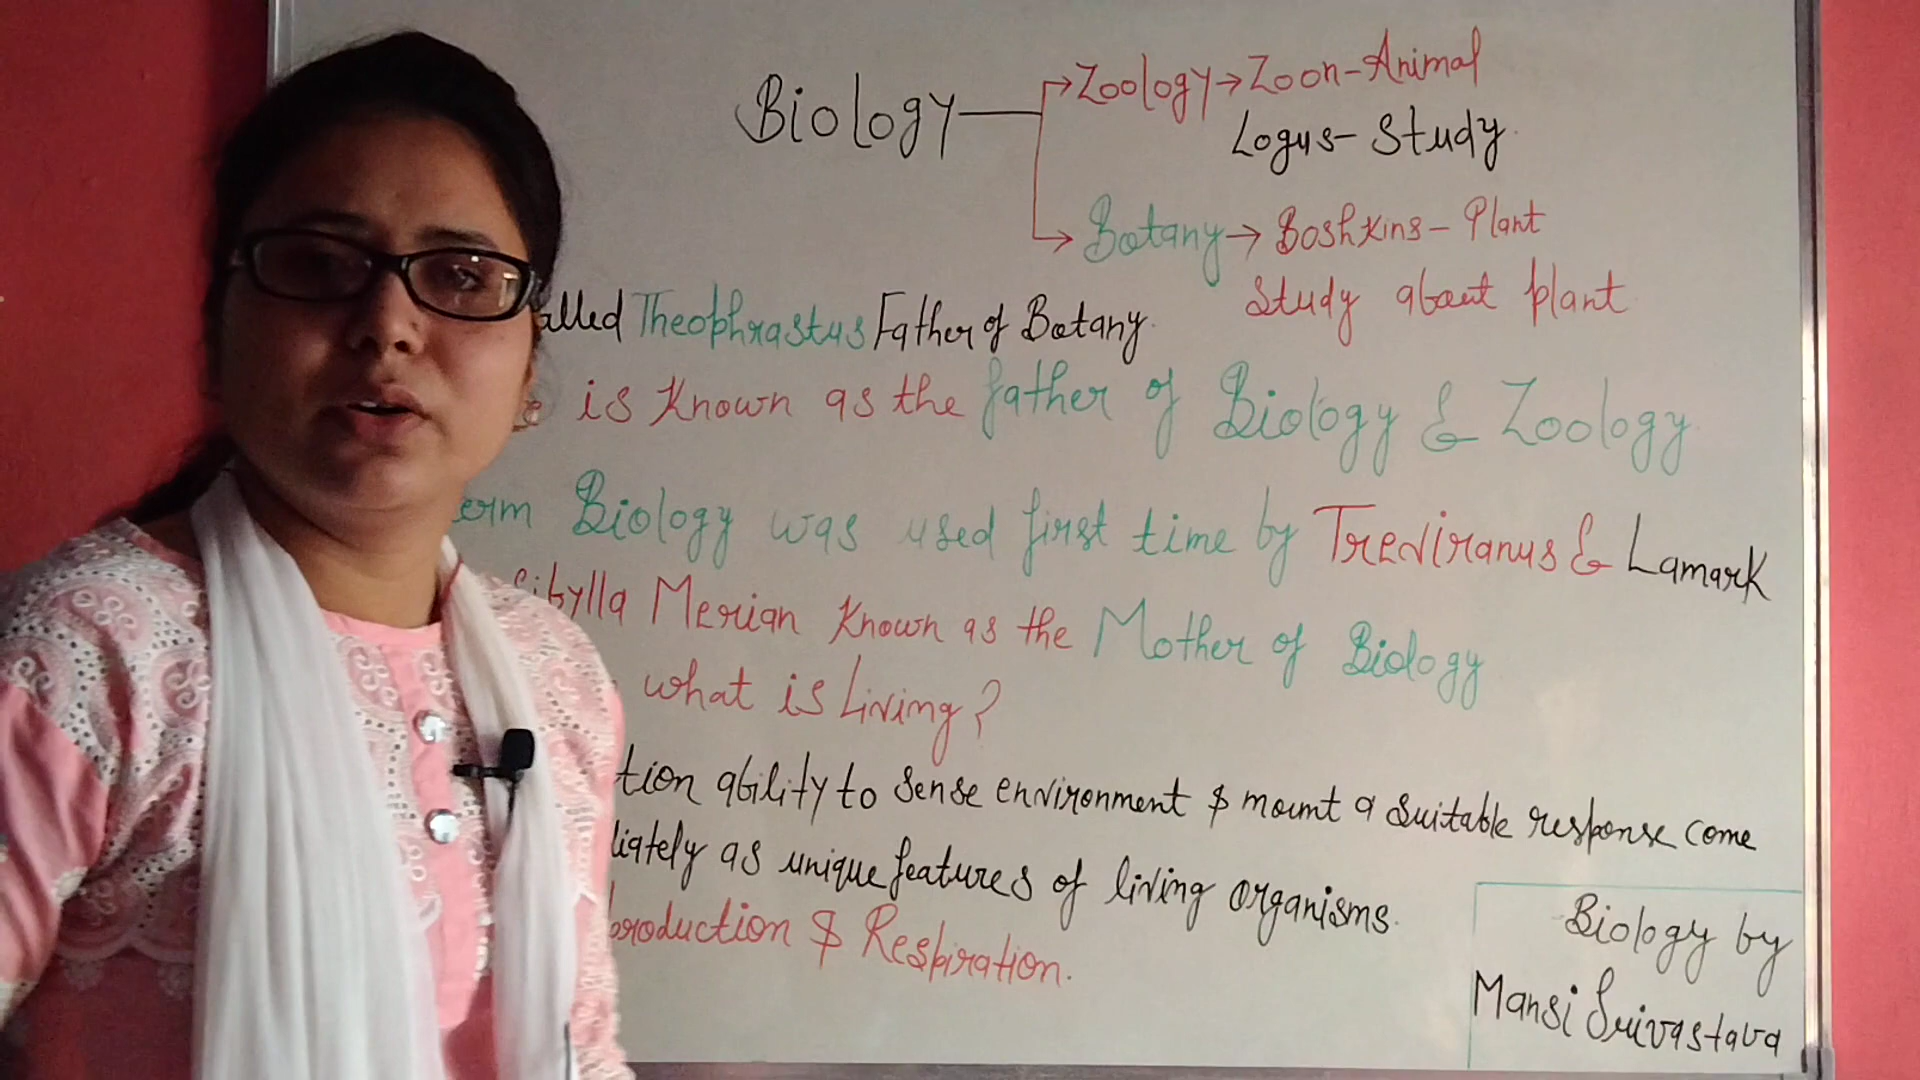 Biology
Zoology → Zoon-Animal
Logus- Study.
Botany → Boshkins- Plant
Study about plant
alled Theophrastus Father of Botany.
is Known as the father of Biology & Zoology
erm Biology was used first time by Treviranus & Lamark
Sibylla Merian Known as the Mother of Biology
what is Living?
tion ability to sense environment & mount a suitable response come
diately as unique features of living organisms.
production & Respiration.
Biology by
Mansi Srivastava